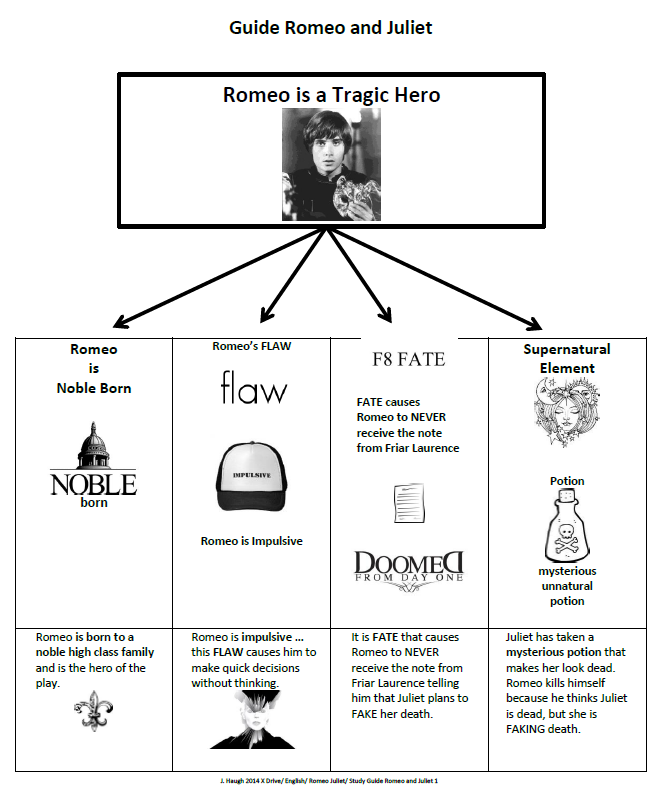 Guide Romeo and Juliet
Romeo is a Tragic Hero
Romeo
is
Noble Born
NOBLE
born
Romeo's FLAW
flaw
IMPULSIVE
Romeo is Impulsive
F8 FATE
FATE causes
Romeo to NEVER
receive the note
from Friar Laurence
DOOMED
FROM DAY ONE
Supernatural
Element
Potion
mysterious
unnatural
potion
Romeo is born to a
noble high class family
and is the hero of the
play.
Romeo is impulsive …
this FLAW causes him to
make quick decisions
without thinking.
It is FATE that causes
Romeo to NEVER
receive the note from
Friar Laurence telling
him that Juliet plans to
FAKE her death.
Juliet has taken a
mysterious potion that
makes her look dead.
Romeo kills himself
because he thinks Juliet
is dead, but she is
FAKING death.
J. Haugh 2014 X Drive/ English/ Romeo Juliet/ Study Guide Romeo and Juliet 1